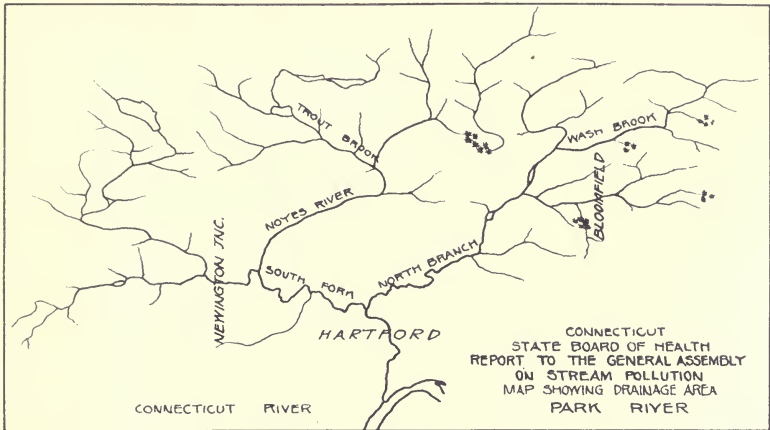 TROUT BROOK
WASH BROOK
BLOOMFIELD
NOYES RIVER
NEWINGTON INC.
SOUTH FORK
NORTH BRANCH
HARTFORD
CONNECTICUT
STATE BOARD OF HEALTH
REPORT TO THE GENERAL ASSEMBLY
ON STREAM POLLUTION
MAP SHOWING DRAINAGE AREA
PARK RIVER
CONNECTICUT RIVER